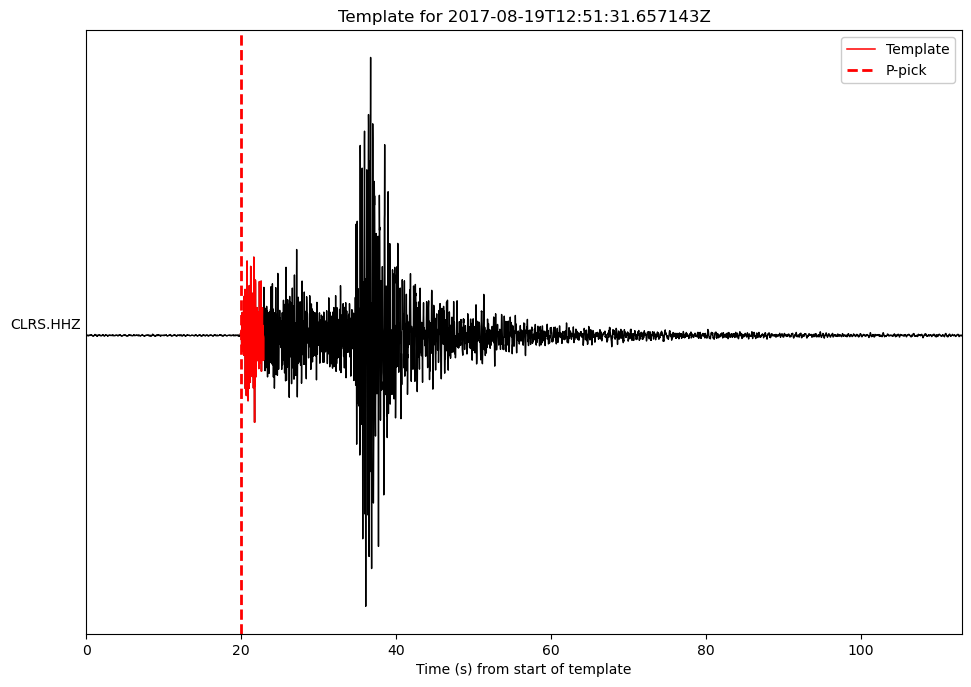 Template for 2017-08-19T12:51:31.657143Z
Template
P-pick
CLRS.HHZ
0 20 40 60 80 100
Time (s) from start of template